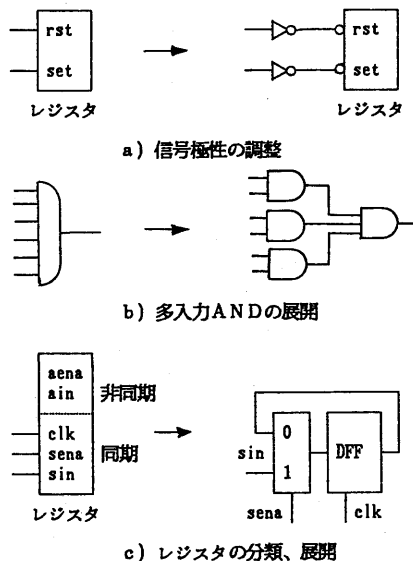 rst
set
レジスタ
rst
set
レジスタ
a) 信号極性の調整
b) 多入力ANDの展開
aena
ain
非同期
clk
sena
sin
同期
レジスタ
sin
0
1
DFF
sena
clk
c) レジスタの分類、展開